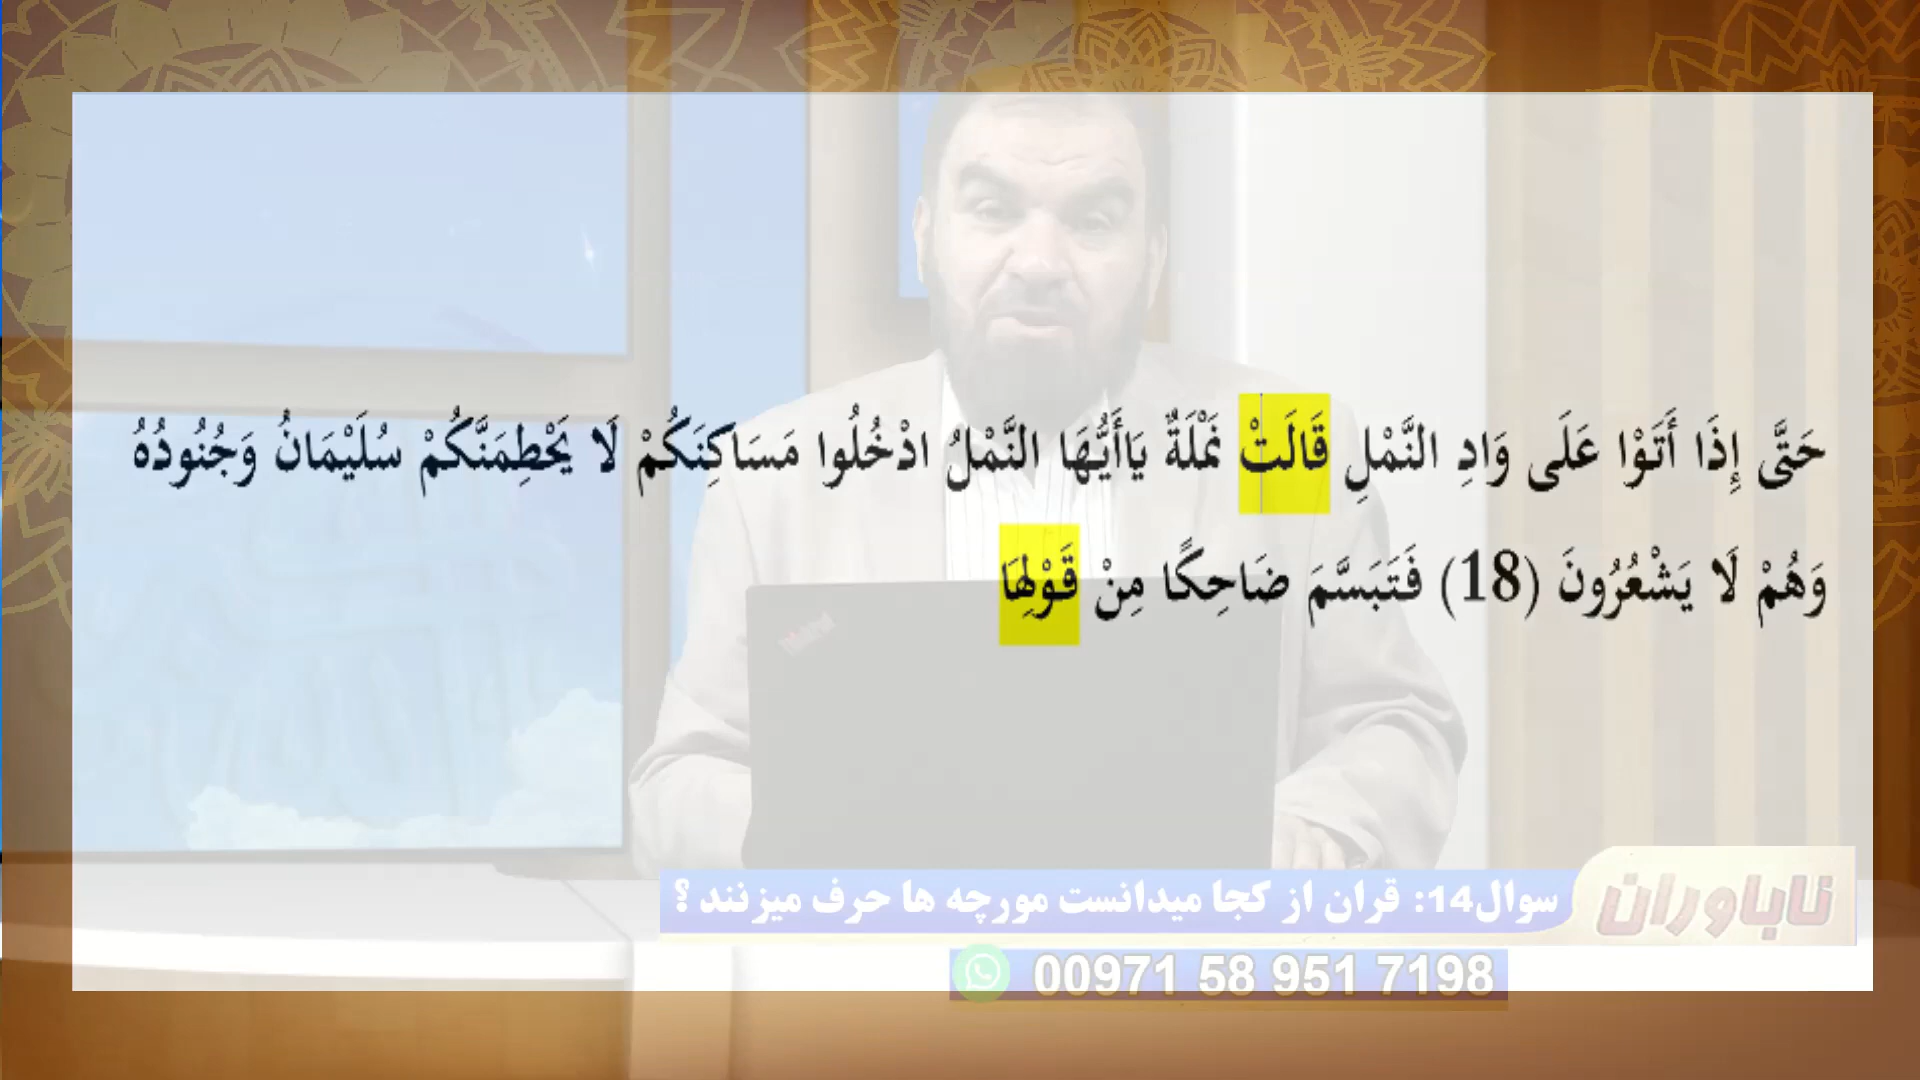 حَتَّى إِذَا أَتَوْا عَلَى وَادِ النَّمْلِ قَالَتْ نَمْلَةٌ يَاأَيُّهَا النَّمْلُ ادْخُلُوا مَسَاكِنَكُمْ لَا يَحْطِمَنَّكُمْ سُلَيْمَانُ وَجُنُودُهُ
وَهُمْ لَا يَشْعُرُونَ (18) فَتَبَسَّمَ ضَاحِكًا مِنْ قَوْلِهَا
سوال14: قران از کجا میدانست مورچه ها حرف میزنند ؟
ناباوران
00971 58 951 7198